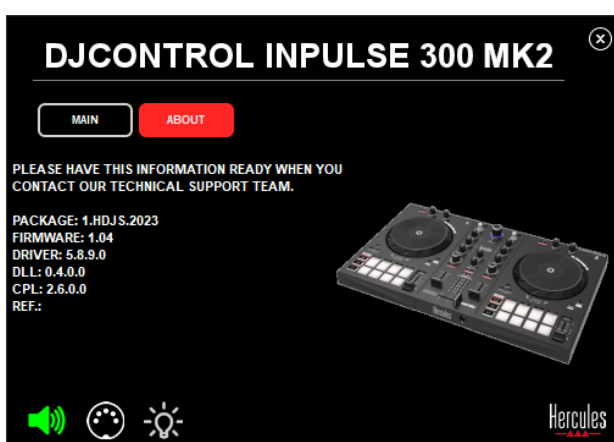 DJCONTROL INPULSE 300 MK2
MAIN
ABOUT
PLEASE HAVE THIS INFORMATION READY WHEN YOU
CONTACT OUR TECHNICAL SUPPORT TEAM.
PACKAGE: 1.HDJS.2023
FIRMWARE: 1.04
DRIVER: 5.8.9.0
DLL: 0.4.0.0
CPL: 2.6.0.0
REF.:
Hercules
Hercules